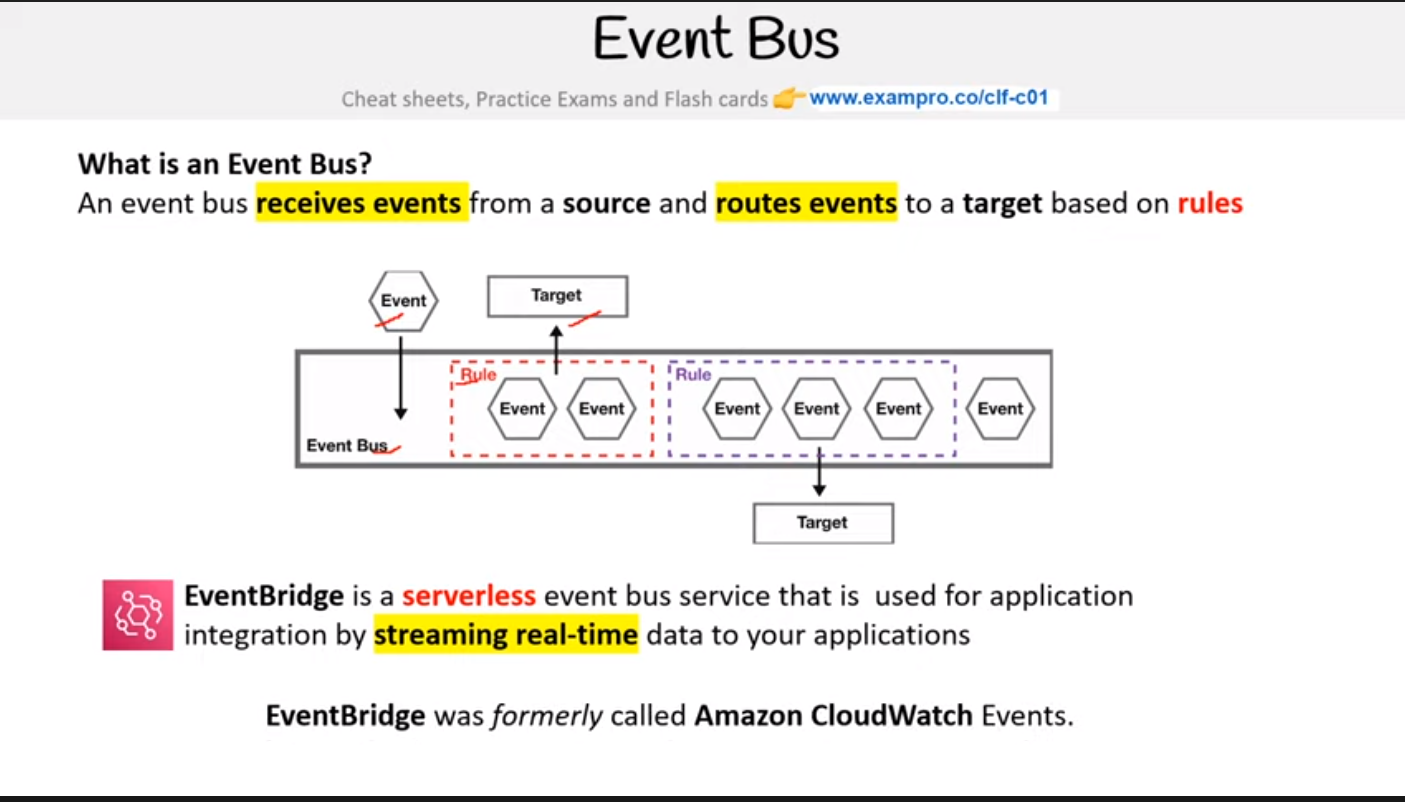 Event Bus
Cheat sheets, Practice Exams and Flash cards 👉 www.exampro.co/clf-c01
What is an Event Bus?
An event bus receives events from a source and routes events to a target based on rules
Event
Target
Rule
Event
Event
Rule
Event
Event
Event
Event
Event Bus
Target
EventBridge is a serverless event bus service that is used for application
integration by streaming real-time data to your applications
EventBridge was formerly called Amazon CloudWatch Events.